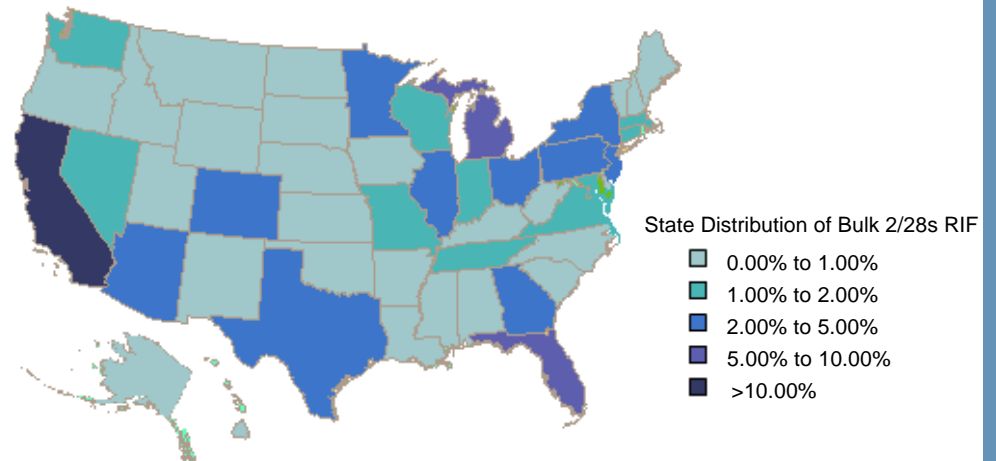 State Distribution of Bulk 2/28s RIF
0.00% to 1.00%
1.00% to 2.00%
2.00% to 5.00%
5.00% to 10.00%
>10.00%